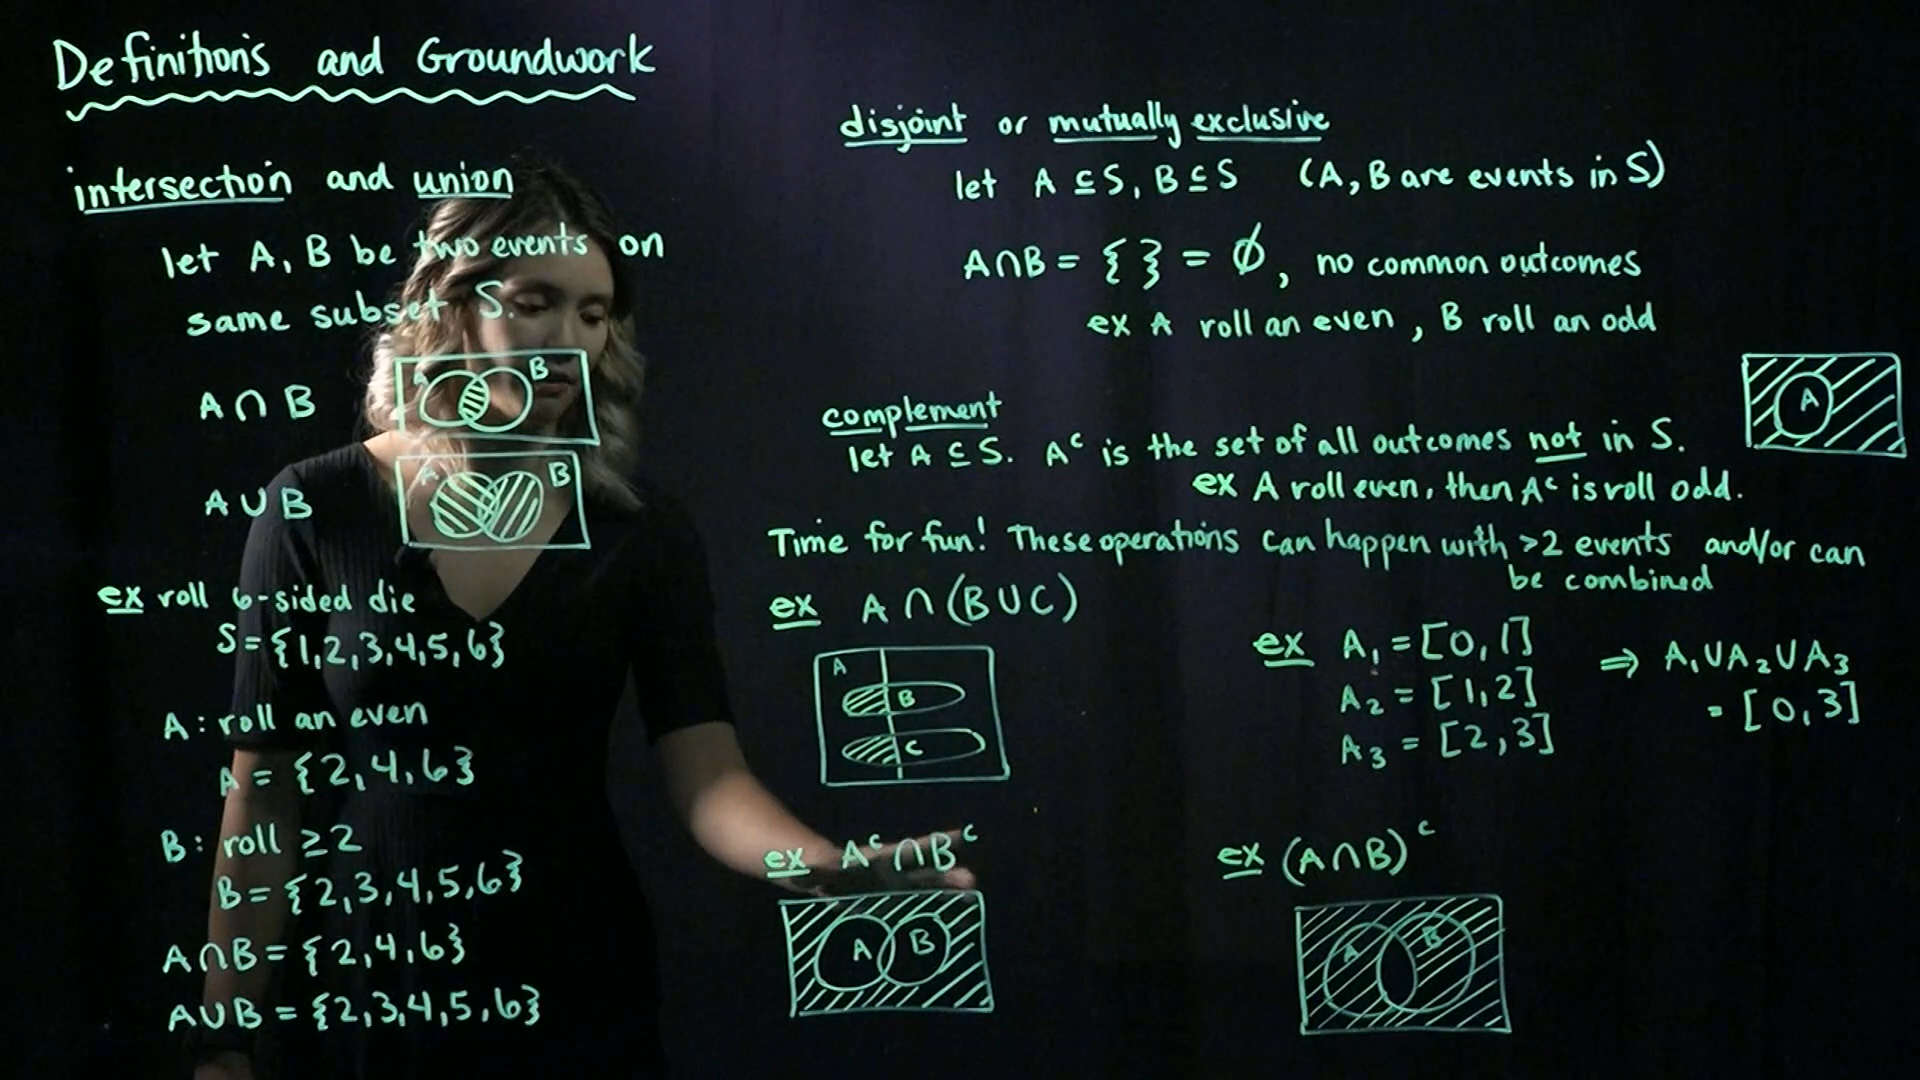 Definitions and Groundwork
intersection and union
let A, B be two events on
same subset S.
A ∩ B
A B
A ∪ B
A B
ex roll 6-sided die
S = {1,2,3,4,5,6}
A: roll an even
A = {2,4,6}
B: roll ≥2
B = {2,3,4,5,6}
A∩B = {2,4,6}
A∪B = {2,3,4,5,6}
disjoint or mutually exclusive
let A ⊆ S, B ⊆ S (A, B are events in S)
A∩B = { } = ∅, no common outcomes
ex A roll an even, B roll an odd
complement
let A ⊆ S. Aᶜ is the set of all outcomes not in S.
A
ex A roll even, then Aᶜ is roll odd.
Time for fun! These operations can happen with >2 events and/or can
be combined
ex A ∩ (B ∪ C)
A
B
C
ex A₁ = [0,1] ⇒ A₁∪A₂∪A₃
A₂ = [1,2] = [0,3]
A₃ = [2,3]
ex Aᶜ∩Bᶜ
A B
ex (A∩B)ᶜ
A B